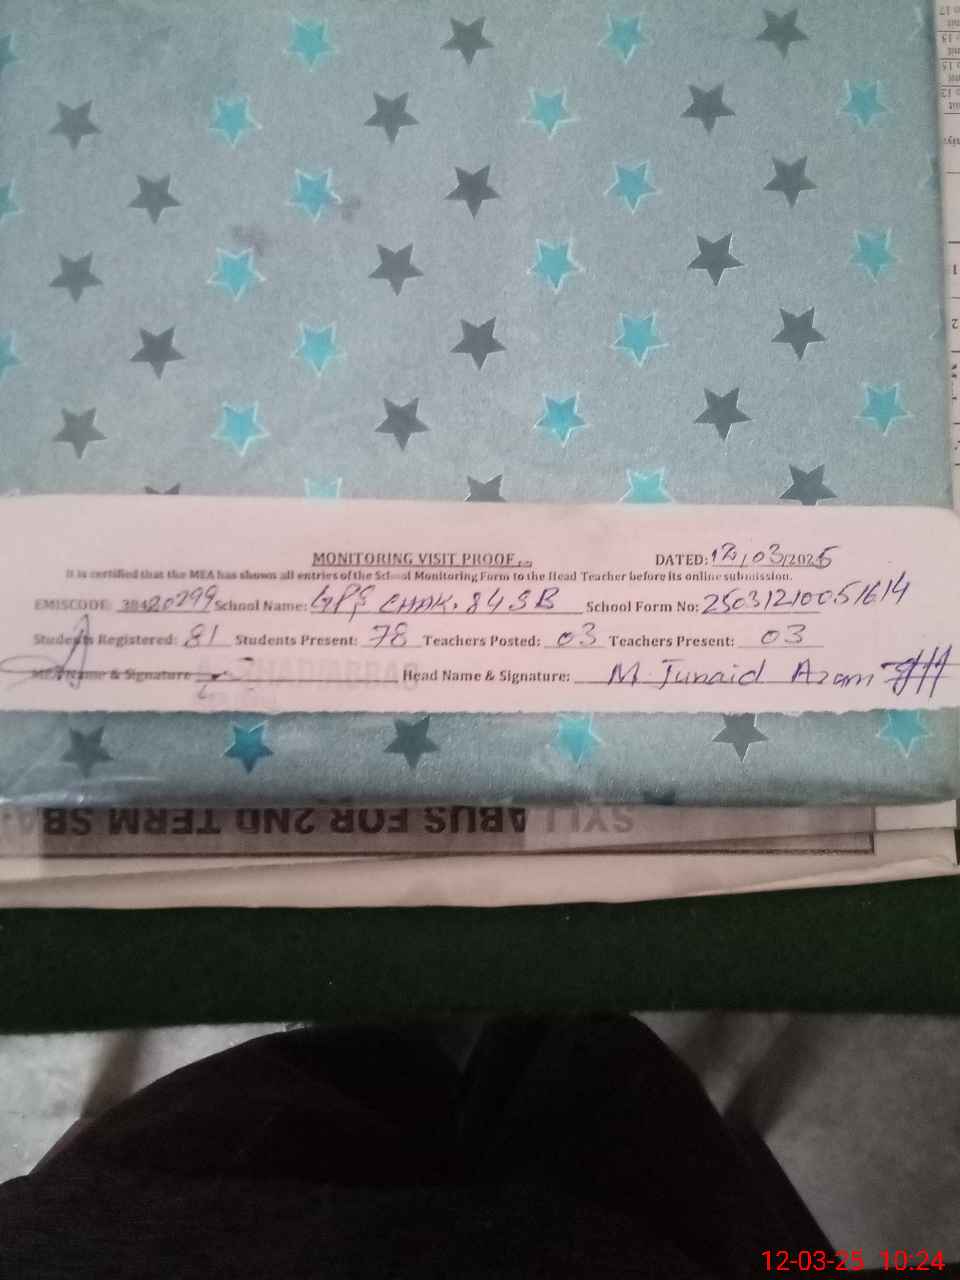 MONITORING VISIT PROOF
DATED: 12/03/2025
It is certified that the MEA has shown all entries of the School Monitoring Form to the Head Teacher before its online submission.
EMISCODE: 38420299 School Name: GPS CHAK. 84 SB School Form No: 250312100051614
Students Registered: 81 Students Present: 78 Teachers Posted: 03 Teachers Present: 03
MEA Name & Signature Head Name & Signature: M. Junaid Azam
SYLLABUS FOR 2ND TERM SBA
12-03-25 10:24